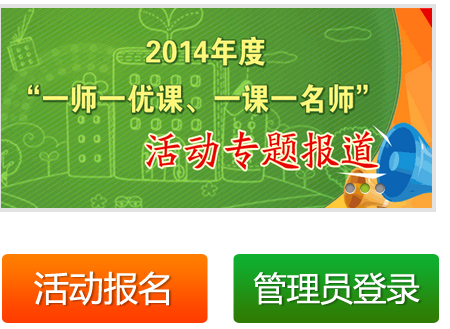 2014年度
“一师一优课、一课一名师”
活动专题报道
活动报名
管理员登录